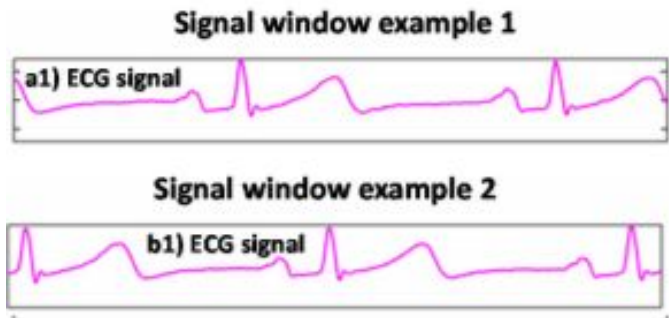 Signal window example 1
a1) ECG signal
Signal window example 2
b1) ECG signal